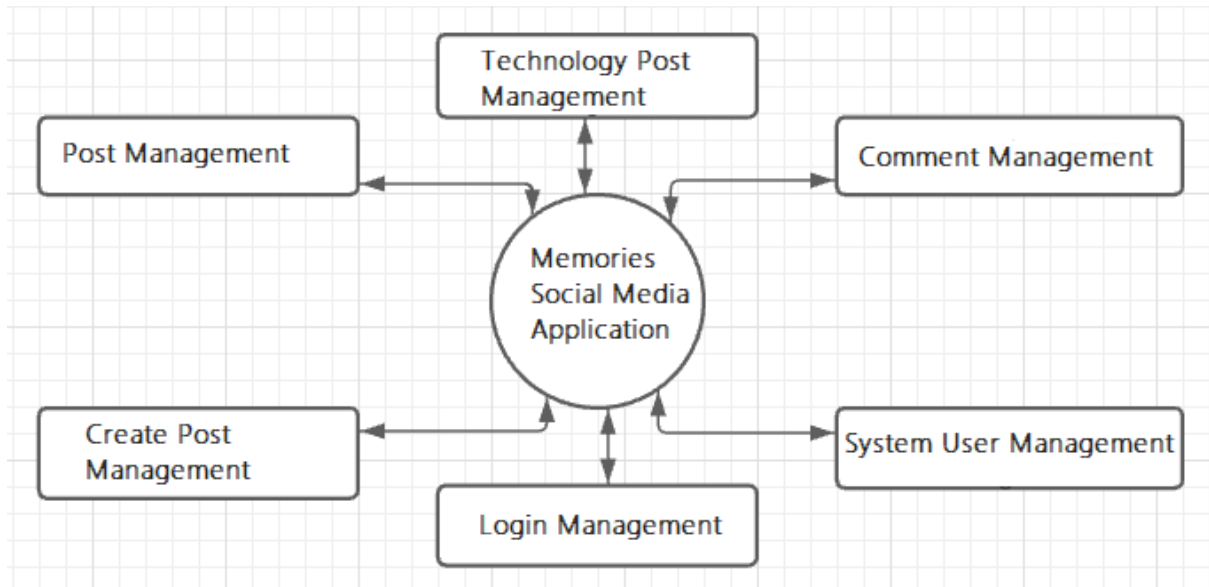 Technology Post
Management
Post Management
Comment Management
Memories
Social Media
Application
Create Post
Management
System User Management
Login Management